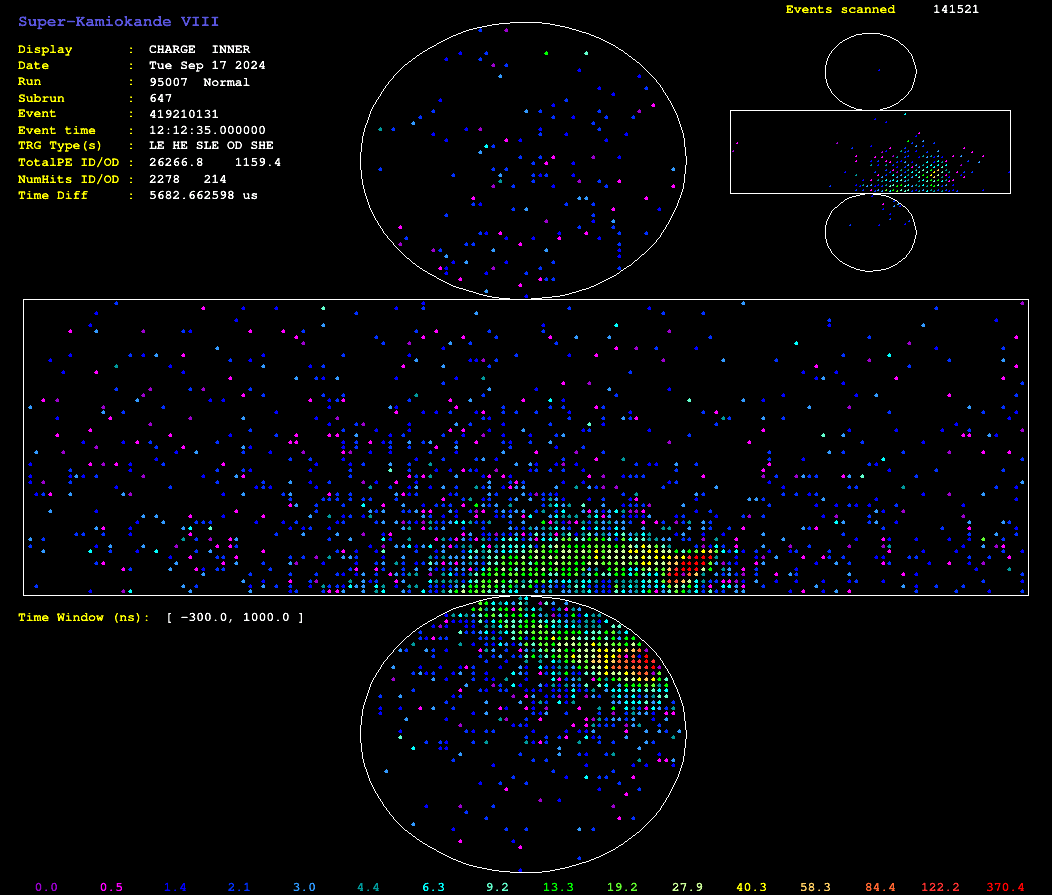 Super-Kamiokande VIII
Display : CHARGE INNER
Date : Tue Sep 17 2024
Run : 95007 Normal
Subrun : 647
Event : 419210131
Event time : 12:12:35.000000
TRG Type(s) : LE HE SLE OD SHE
TotalPE ID/OD : 26266.8 1159.4
NumHits ID/OD : 2278 214
Time Diff : 5682.662598 us
Events scanned 141521
Time Window (ns): [ -300.0, 1000.0 ]
0.0 0.5 1.4 2.1 3.0 4.4 6.3 9.2 13.3 19.2 27.9 40.3 58.3 84.4 122.2 370.4